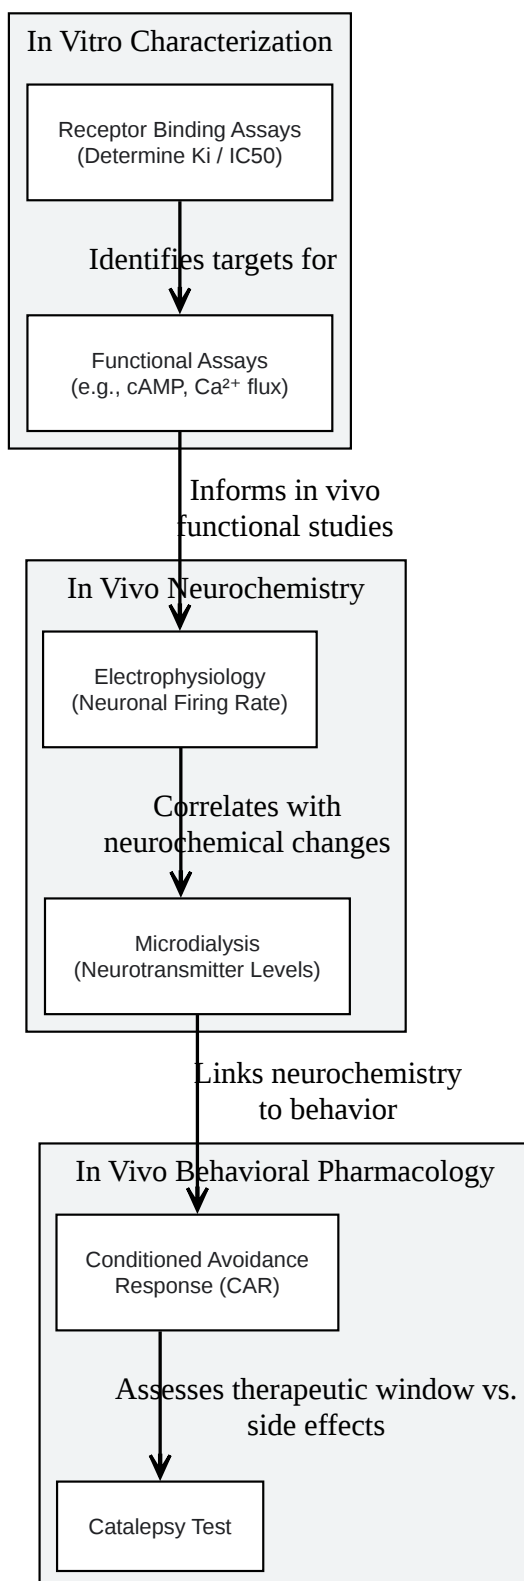 In Vitro Characterization
Receptor Binding Assays
(Determine Ki / IC50)
Identifies targets for
Functional Assays
(e.g., cAMP, Ca²⁺ flux)
Informs in vivo
functional studies
In Vivo Neurochemistry
Electrophysiology
(Neuronal Firing Rate)
Correlates with
neurochemical changes
Microdialysis
(Neurotransmitter Levels)
Links neurochemistry
to behavior
In Vivo Behavioral Pharmacology
Conditioned Avoidance
Response (CAR)
Assesses therapeutic window vs.
side effects
Catalepsy Test